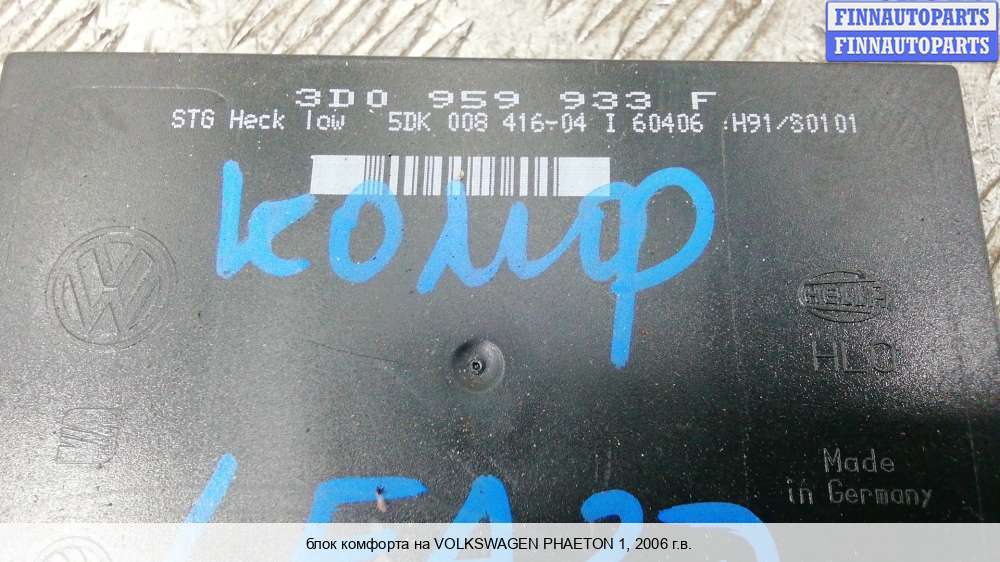 FINNAUTOPARTS
FINNAUTOPARTS
3D0 959 933 F
STG Heck low 5DK 008 416-04 I 60406 :H91/S0101
комф
HELLA
HLO
Made
in Germany
блок комфорта на VOLKSWAGEN PHAETON 1, 2006 г.в.